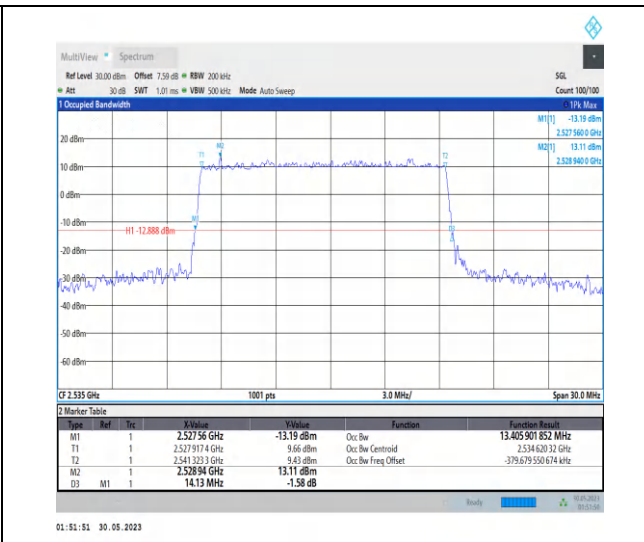 MultiView Spectrum
Ref Level 30.00 dBm Offset 7.59 dB RBW 200 kHz SGL
Att 30 dB SWT 1.01 ms VBW 500 kHz Mode Auto Sweep Count 100/100
1 Occupied Bandwidth 1Pk Max
M1[1] -13.19 dBm
2.527 560 0 GHz
M2[1] 13.11 dBm
2.528 940 0 GHz
20 dBm
M2
T1
T2
10 dBm
0 dBm
-10 dBm
M1
H1 -12.888 dBm
-20 dBm
-30 dBm
-40 dBm
-50 dBm
-60 dBm
CF 2.535 GHz 1001 pts 3.0 MHz/ Span 30.0 MHz
2 Marker Table
Type Ref Trc X-Value Y-Value Function Function Result
M1 1 2.527 56 GHz -13.19 dBm Occ Bw 13.405 901 852 MHz
T1 1 2.527 917 4 GHz 9.66 dBm Occ Bw Centroid 2.534 620 32 GHz
T2 1 2.541 323 3 GHz 9.43 dBm Occ Bw Freq Offset -379.679 550 674 kHz
M2 1 2.528 94 GHz 13.11 dBm
D3 M1 1 14.13 MHz -1.58 dB
Ready 30.05.2023
01:51:51 30.05.2023